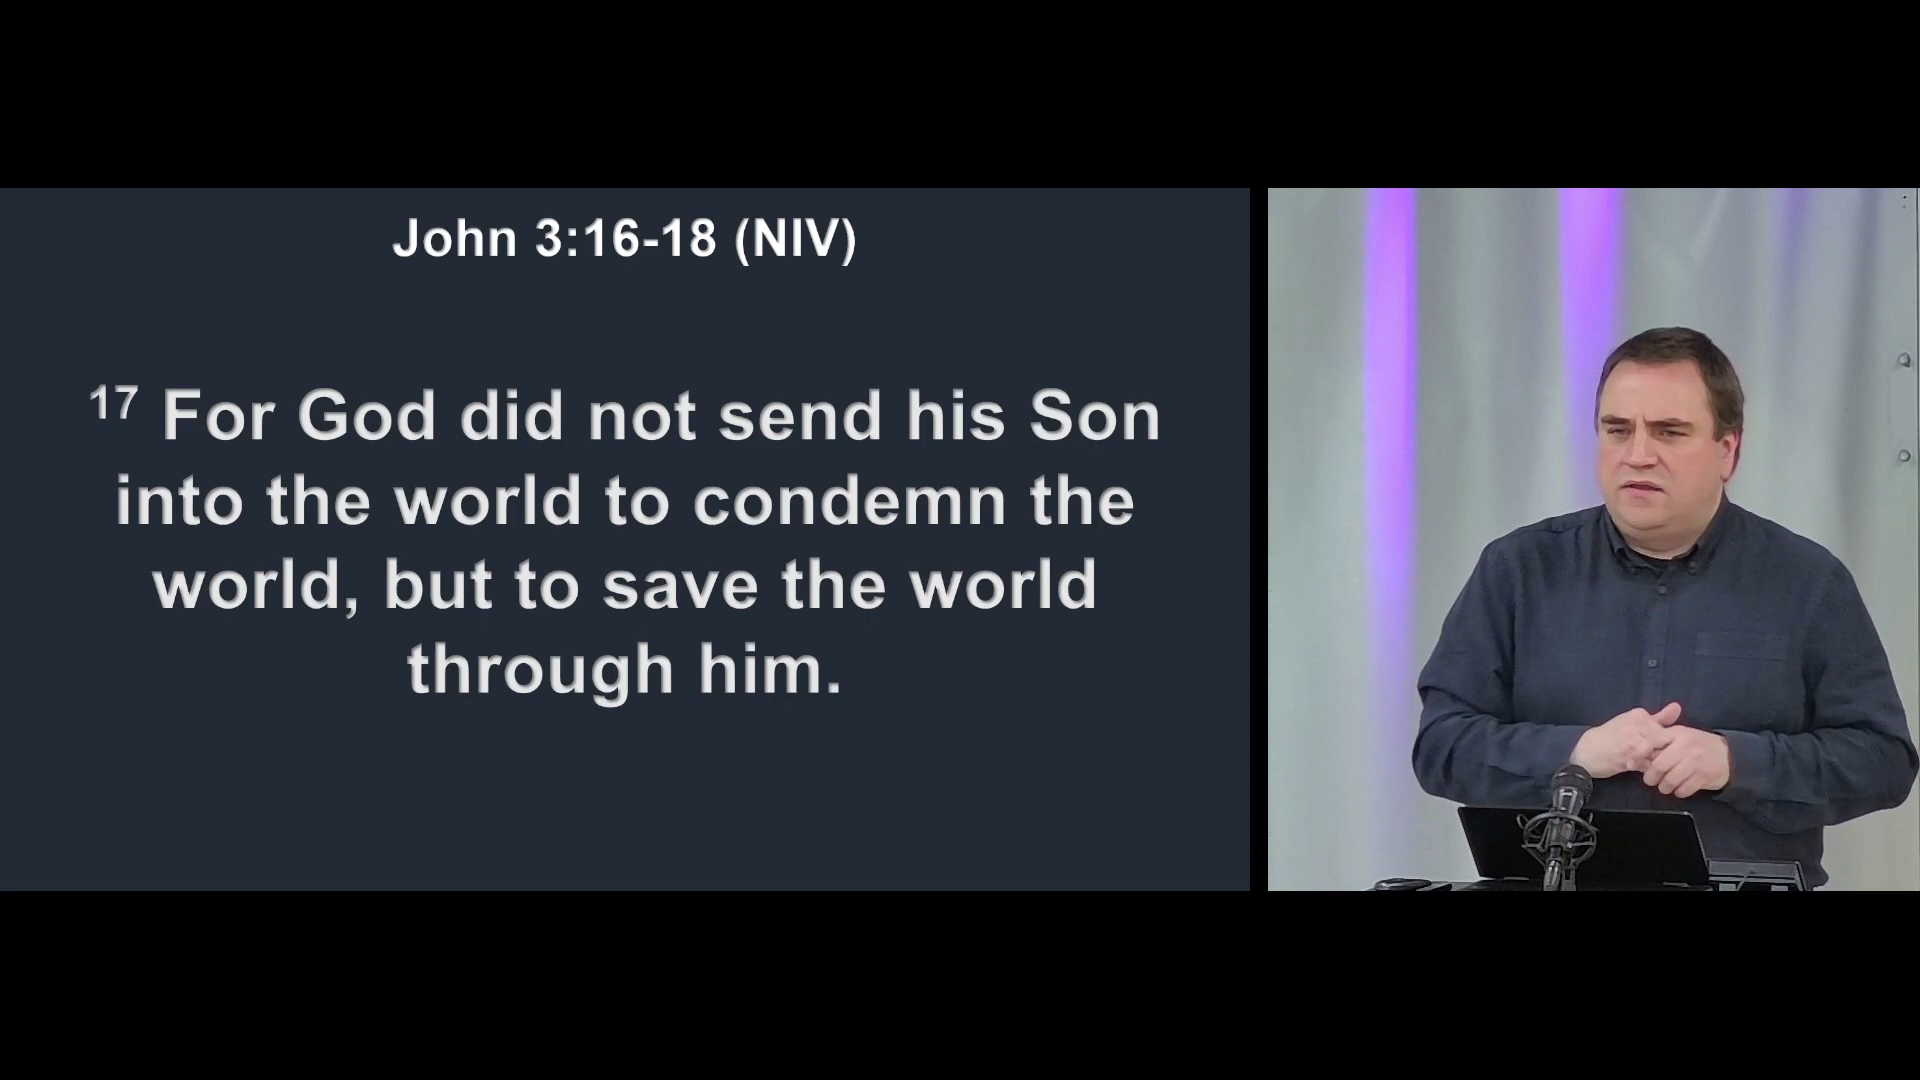 John 3:16-18 (NIV)
17 For God did not send his Son
into the world to condemn the
world, but to save the world
through him.